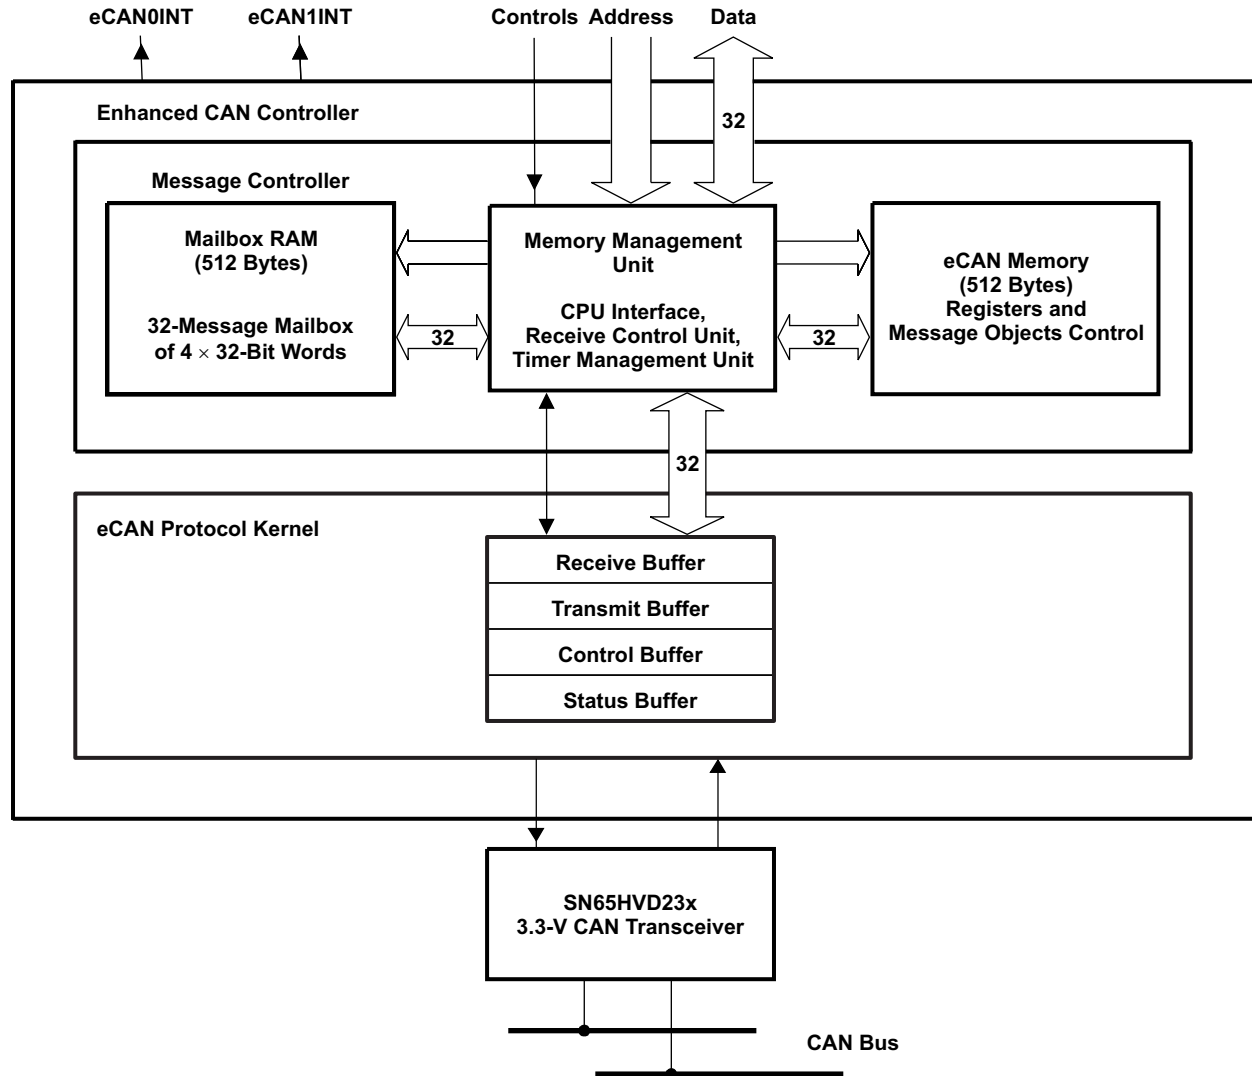 eCAN0INT
eCAN1INT
Controls
Address
Data
32
Enhanced CAN Controller
Message Controller
Mailbox RAM
(512 Bytes)
32-Message Mailbox
of 4 × 32-Bit Words
32
Memory Management
Unit
CPU Interface,
Receive Control Unit,
Timer Management Unit
32
eCAN Memory
(512 Bytes)
Registers and
Message Objects Control
32
eCAN Protocol Kernel
Receive Buffer
Transmit Buffer
Control Buffer
Status Buffer
SN65HVD23x
3.3-V CAN Transceiver
CAN Bus